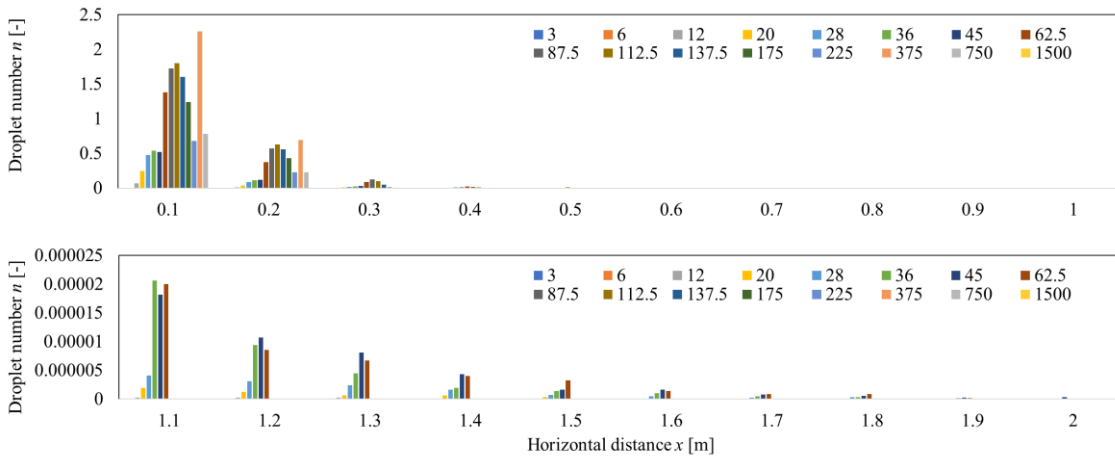 Droplet number n [-]
2.5
2
1.5
1
0.5
0
3 6 12 20 28 36 45 62.5
87.5 112.5 137.5 175 225 375 750 1500
0.1 0.2 0.3 0.4 0.5 0.6 0.7 0.8 0.9 1
Droplet number n [-]
0.000025
0.00002
0.000015
0.00001
0.000005
0
3 6 12 20 28 36 45 62.5
87.5 112.5 137.5 175 225 375 750 1500
1.1 1.2 1.3 1.4 1.5 1.6 1.7 1.8 1.9 2
Horizontal distance x [m]